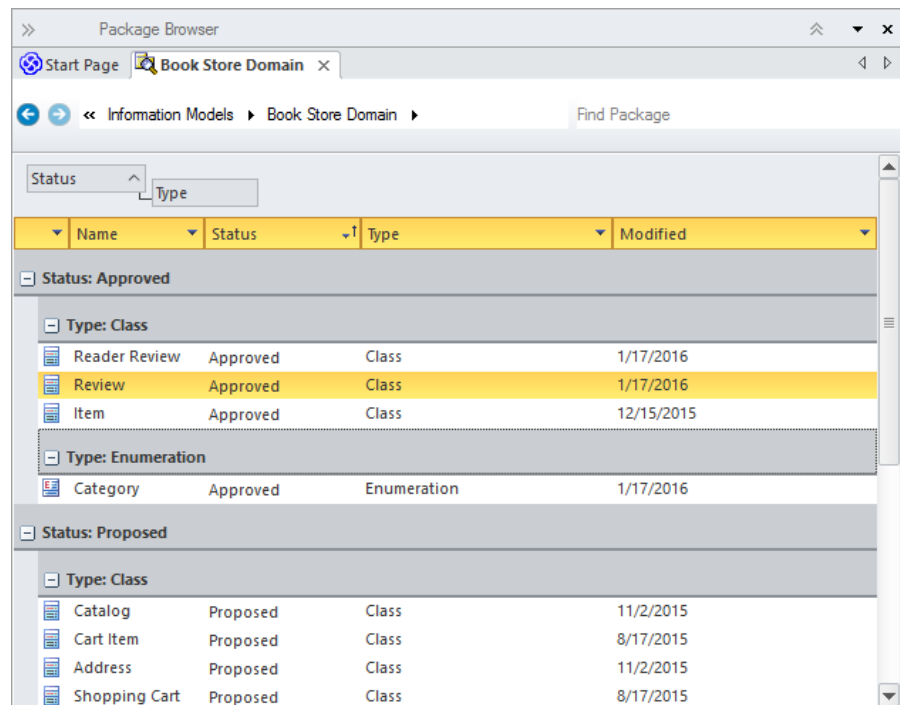 Package Browser
Start Page Book Store Domain
Information Models Book Store Domain Find Package
Status
Type
Name Status Type Modified
Status: Approved
Type: Class
Reader Review Approved Class 1/17/2016
Review Approved Class 1/17/2016
Item Approved Class 12/15/2015
Type: Enumeration
Category Approved Enumeration 1/17/2016
Status: Proposed
Type: Class
Catalog Proposed Class 11/2/2015
Cart Item Proposed Class 8/17/2015
Address Proposed Class 11/2/2015
Shopping Cart Proposed Class 8/17/2015